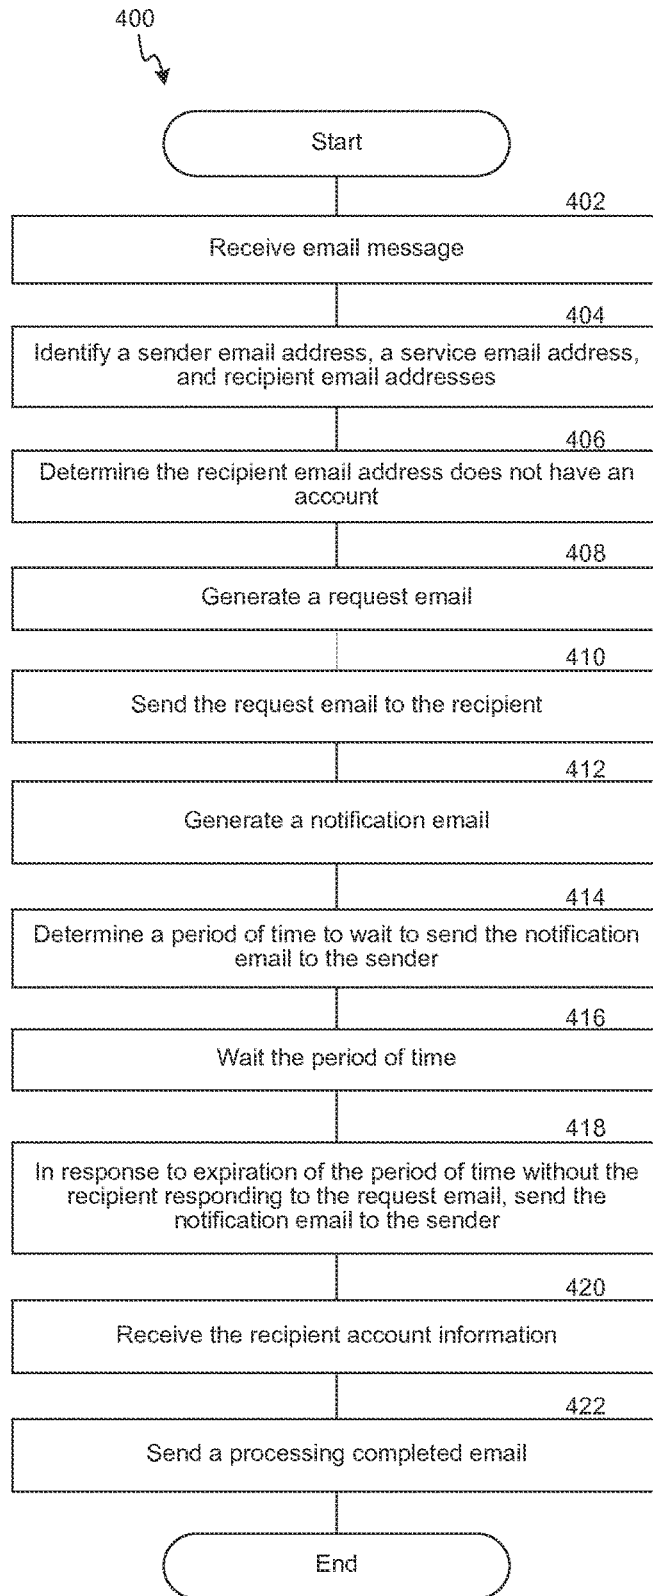 400
Start
402
Receive email message
404
Identify a sender email address, a service email address,
and recipient email addresses
406
Determine the recipient email address does not have an
account
408
Generate a request email
410
Send the request email to the recipient
412
Generate a notification email
414
Determine a period of time to wait to send the notification
email to the sender
416
Wait the period of time
418
In response to expiration of the period of time without the
recipient responding to the request email, send the
notification email to the sender
420
Receive the recipient account information
422
Send a processing completed email
End